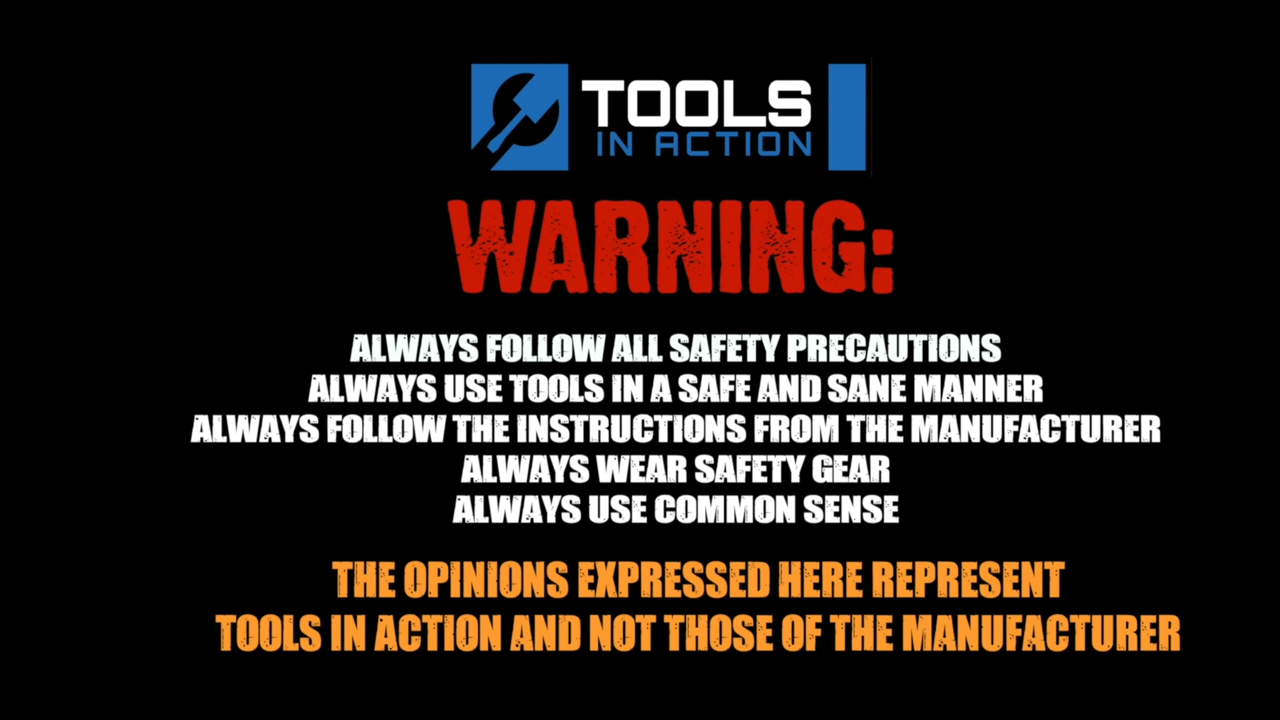 TOOLS
IN ACTION
WARNING:
ALWAYS FOLLOW ALL SAFETY PRECAUTIONS
ALWAYS USE TOOLS IN A SAFE AND SANE MANNER
ALWAYS FOLLOW THE INSTRUCTIONS FROM THE MANUFACTURER
ALWAYS WEAR SAFETY GEAR
ALWAYS USE COMMON SENSE
THE OPINIONS EXPRESSED HERE REPRESENT
TOOLS IN ACTION AND NOT THOSE OF THE MANUFACTURER